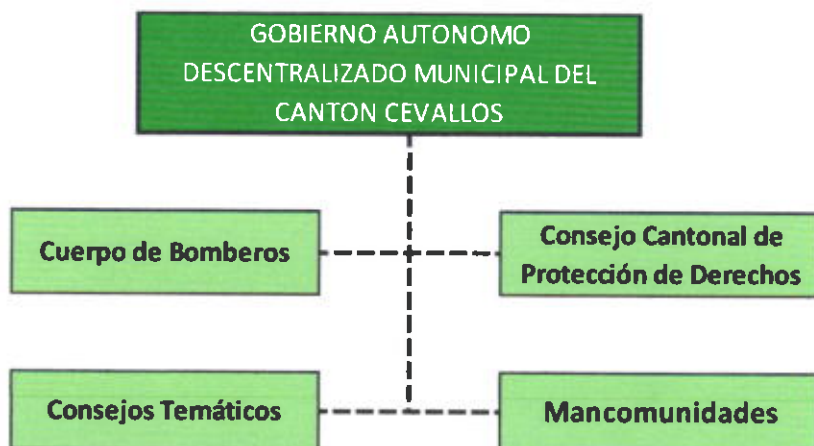 GOBIERNO AUTONOMO
DESCENTRALIZADO MUNICIPAL DEL
CANTON CEVALLOS
Cuerpo de Bomberos
Consejo Cantonal de
Protección de Derechos
Consejos Temáticos
Mancomunidades